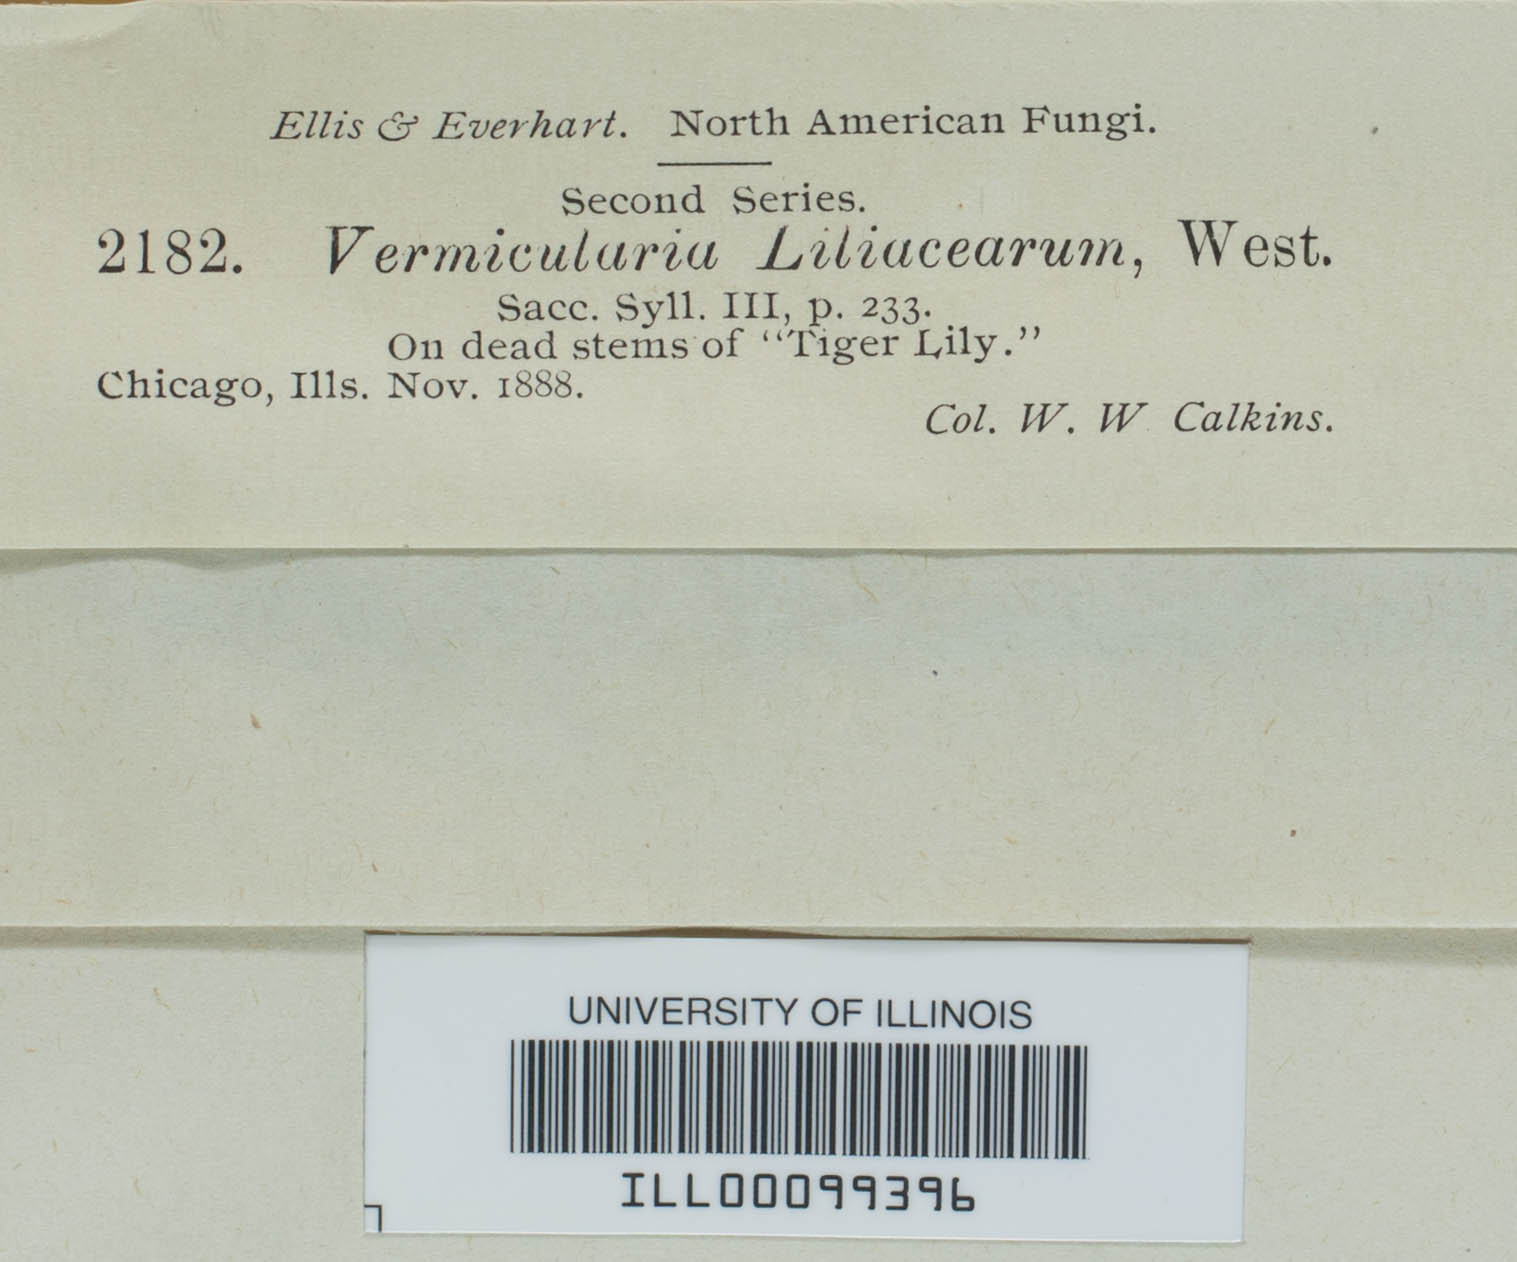 Ellis & Everhart. North American Fungi.
Second Series.
2182. Vermicularia Liliacearum, West.
Sacc. Syll. III, p. 233.
On dead stems of “Tiger Lily.”
Chicago, Ills. Nov. 1888.
Col. W. W Calkins.
UNIVERSITY OF ILLINOIS
ILL00099396